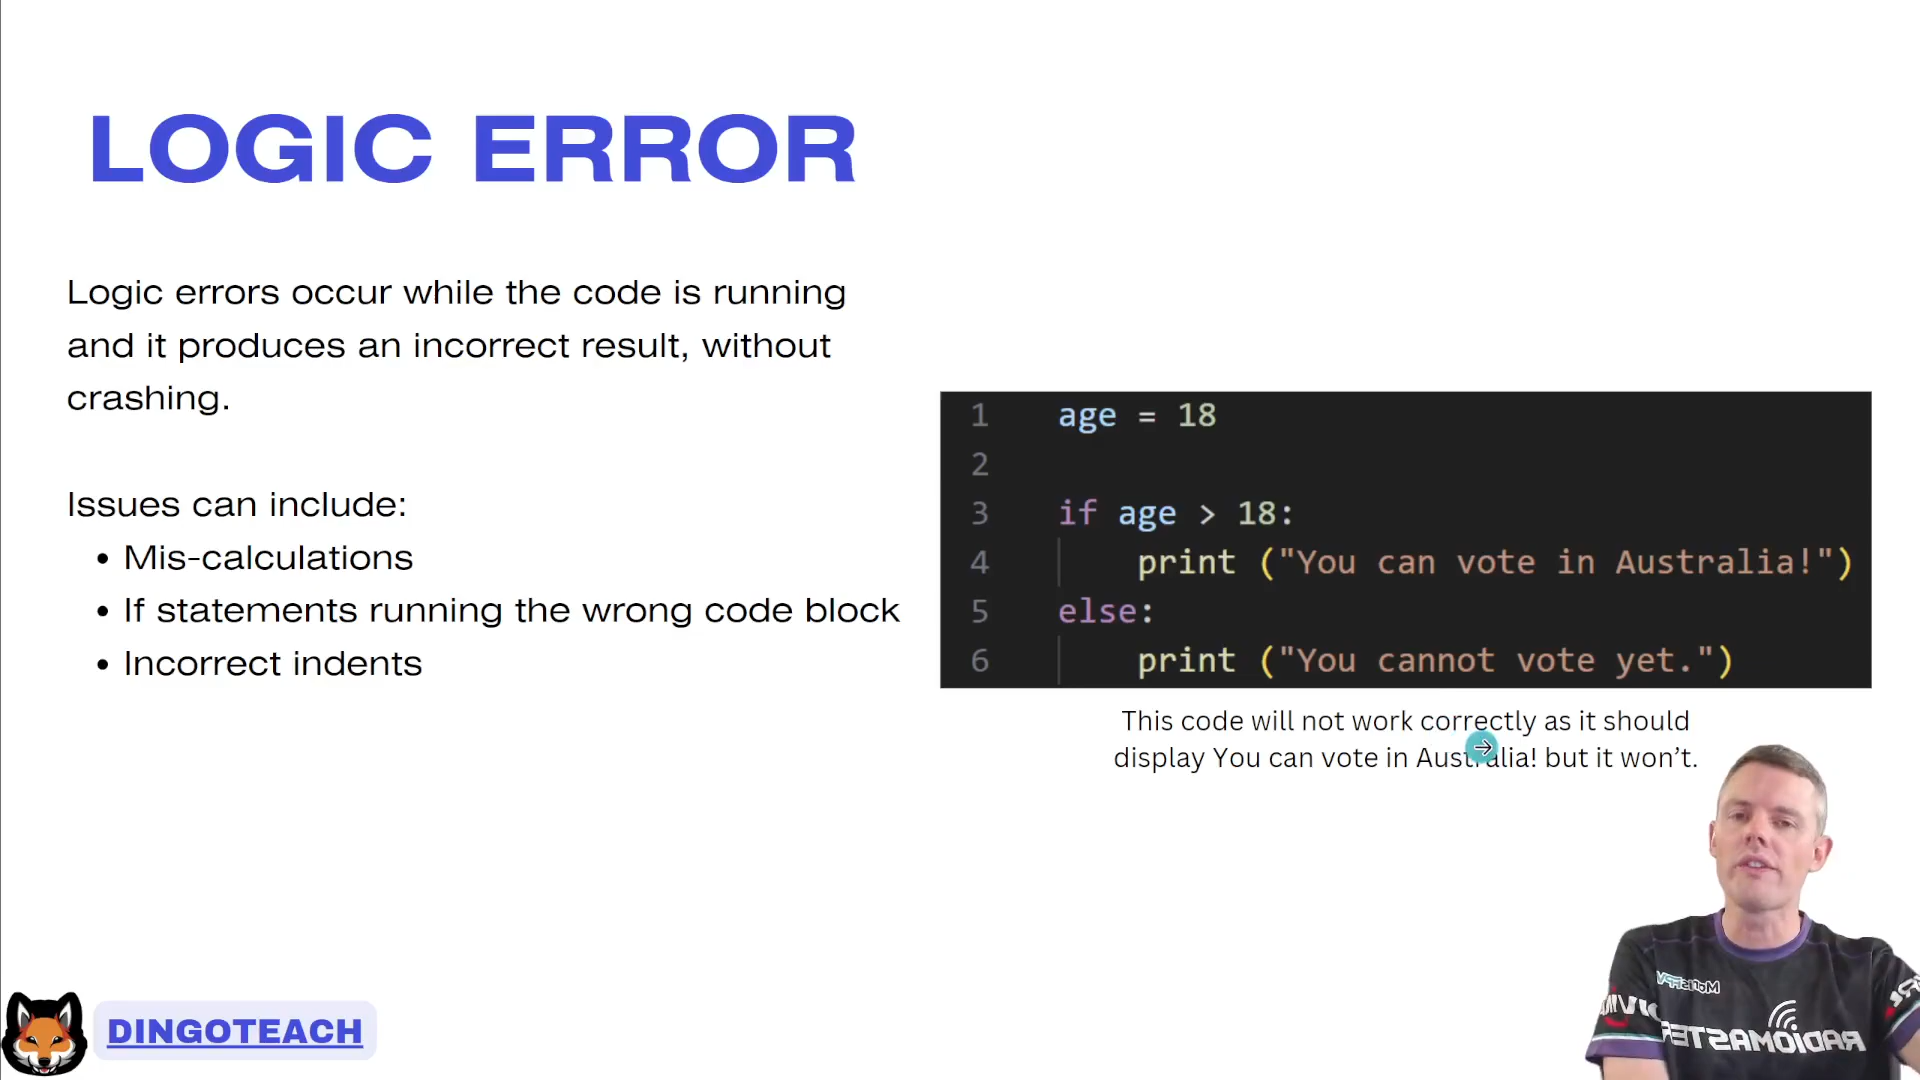 LOGIC ERROR
Logic errors occur while the code is running
and it produces an incorrect result, without
crashing.
Issues can include:
• Mis-calculations
• If statements running the wrong code block
• Incorrect indents
1 age = 18
2
3 if age > 18:
4 print ("You can vote in Australia!")
5 else:
6 print ("You cannot vote yet.")
This code will not work correctly as it should
display You can vote in Australia! but it won’t.
DINGOTEACH
RADIOMASTER